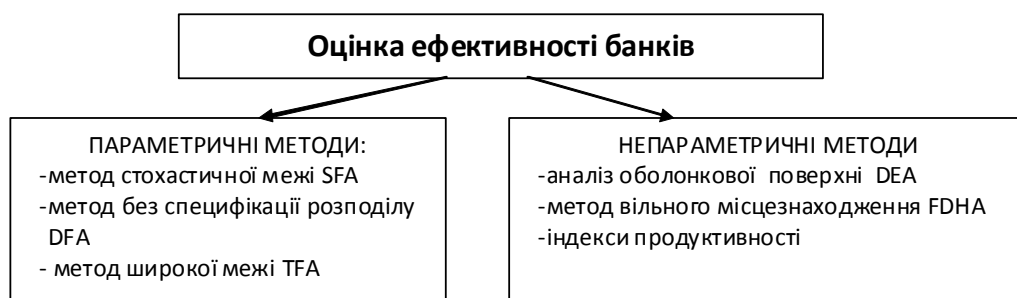 Оцінка ефективності банків
ПАРАМЕТРИЧНІ МЕТОДИ:
-метод стохастичної межі SFA
-метод без специфікації розподілу
DFA
- метод широкої межі TFA
НЕПАРАМЕТРИЧНІ МЕТОДИ
-аналіз оболонкової поверхні DEA
-метод вільного місцезнаходження FDHA
-індекси продуктивності